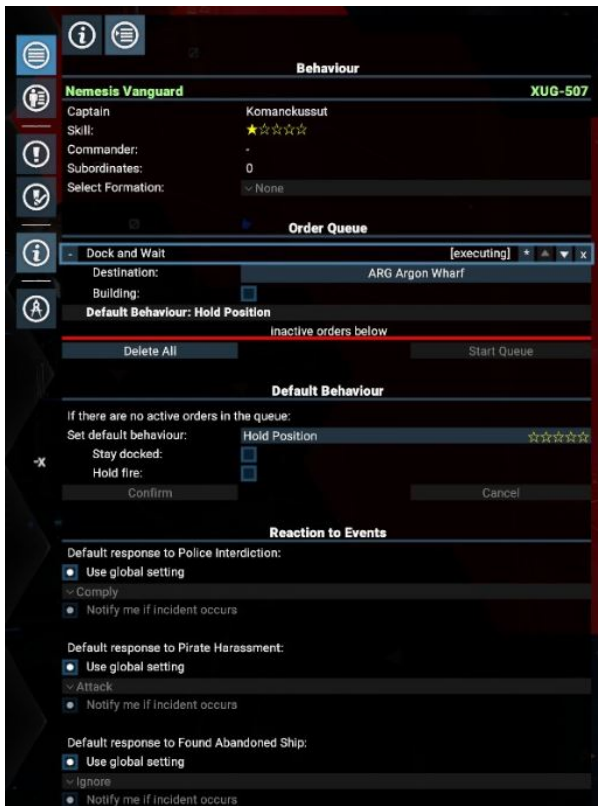 Behaviour
Nemesis Vanguard XUG-507
Captain Komanckussut
Skill: ★☆☆☆☆
Commander: -
Subordinates: 0
Select Formation: None
Order Queue
- Dock and Wait [executing] * ▲ ▼ x
Destination: ARG Argon Wharf
Building:
Default Behaviour: Hold Position
inactive orders below
Delete All Start Queue
Default Behaviour
If there are no active orders in the queue:
Set default behaviour: Hold Position ☆☆☆☆☆
Stay docked:
-X
Hold fire:
Confirm Cancel
Reaction to Events
Default response to Police Interdiction:
Use global setting
Comply
Notify me if incident occurs
Default response to Pirate Harassment:
Use global setting
Attack
Notify me if incident occurs
Default response to Found Abandoned Ship:
Use global setting
Ignore
Notify me if incident occurs